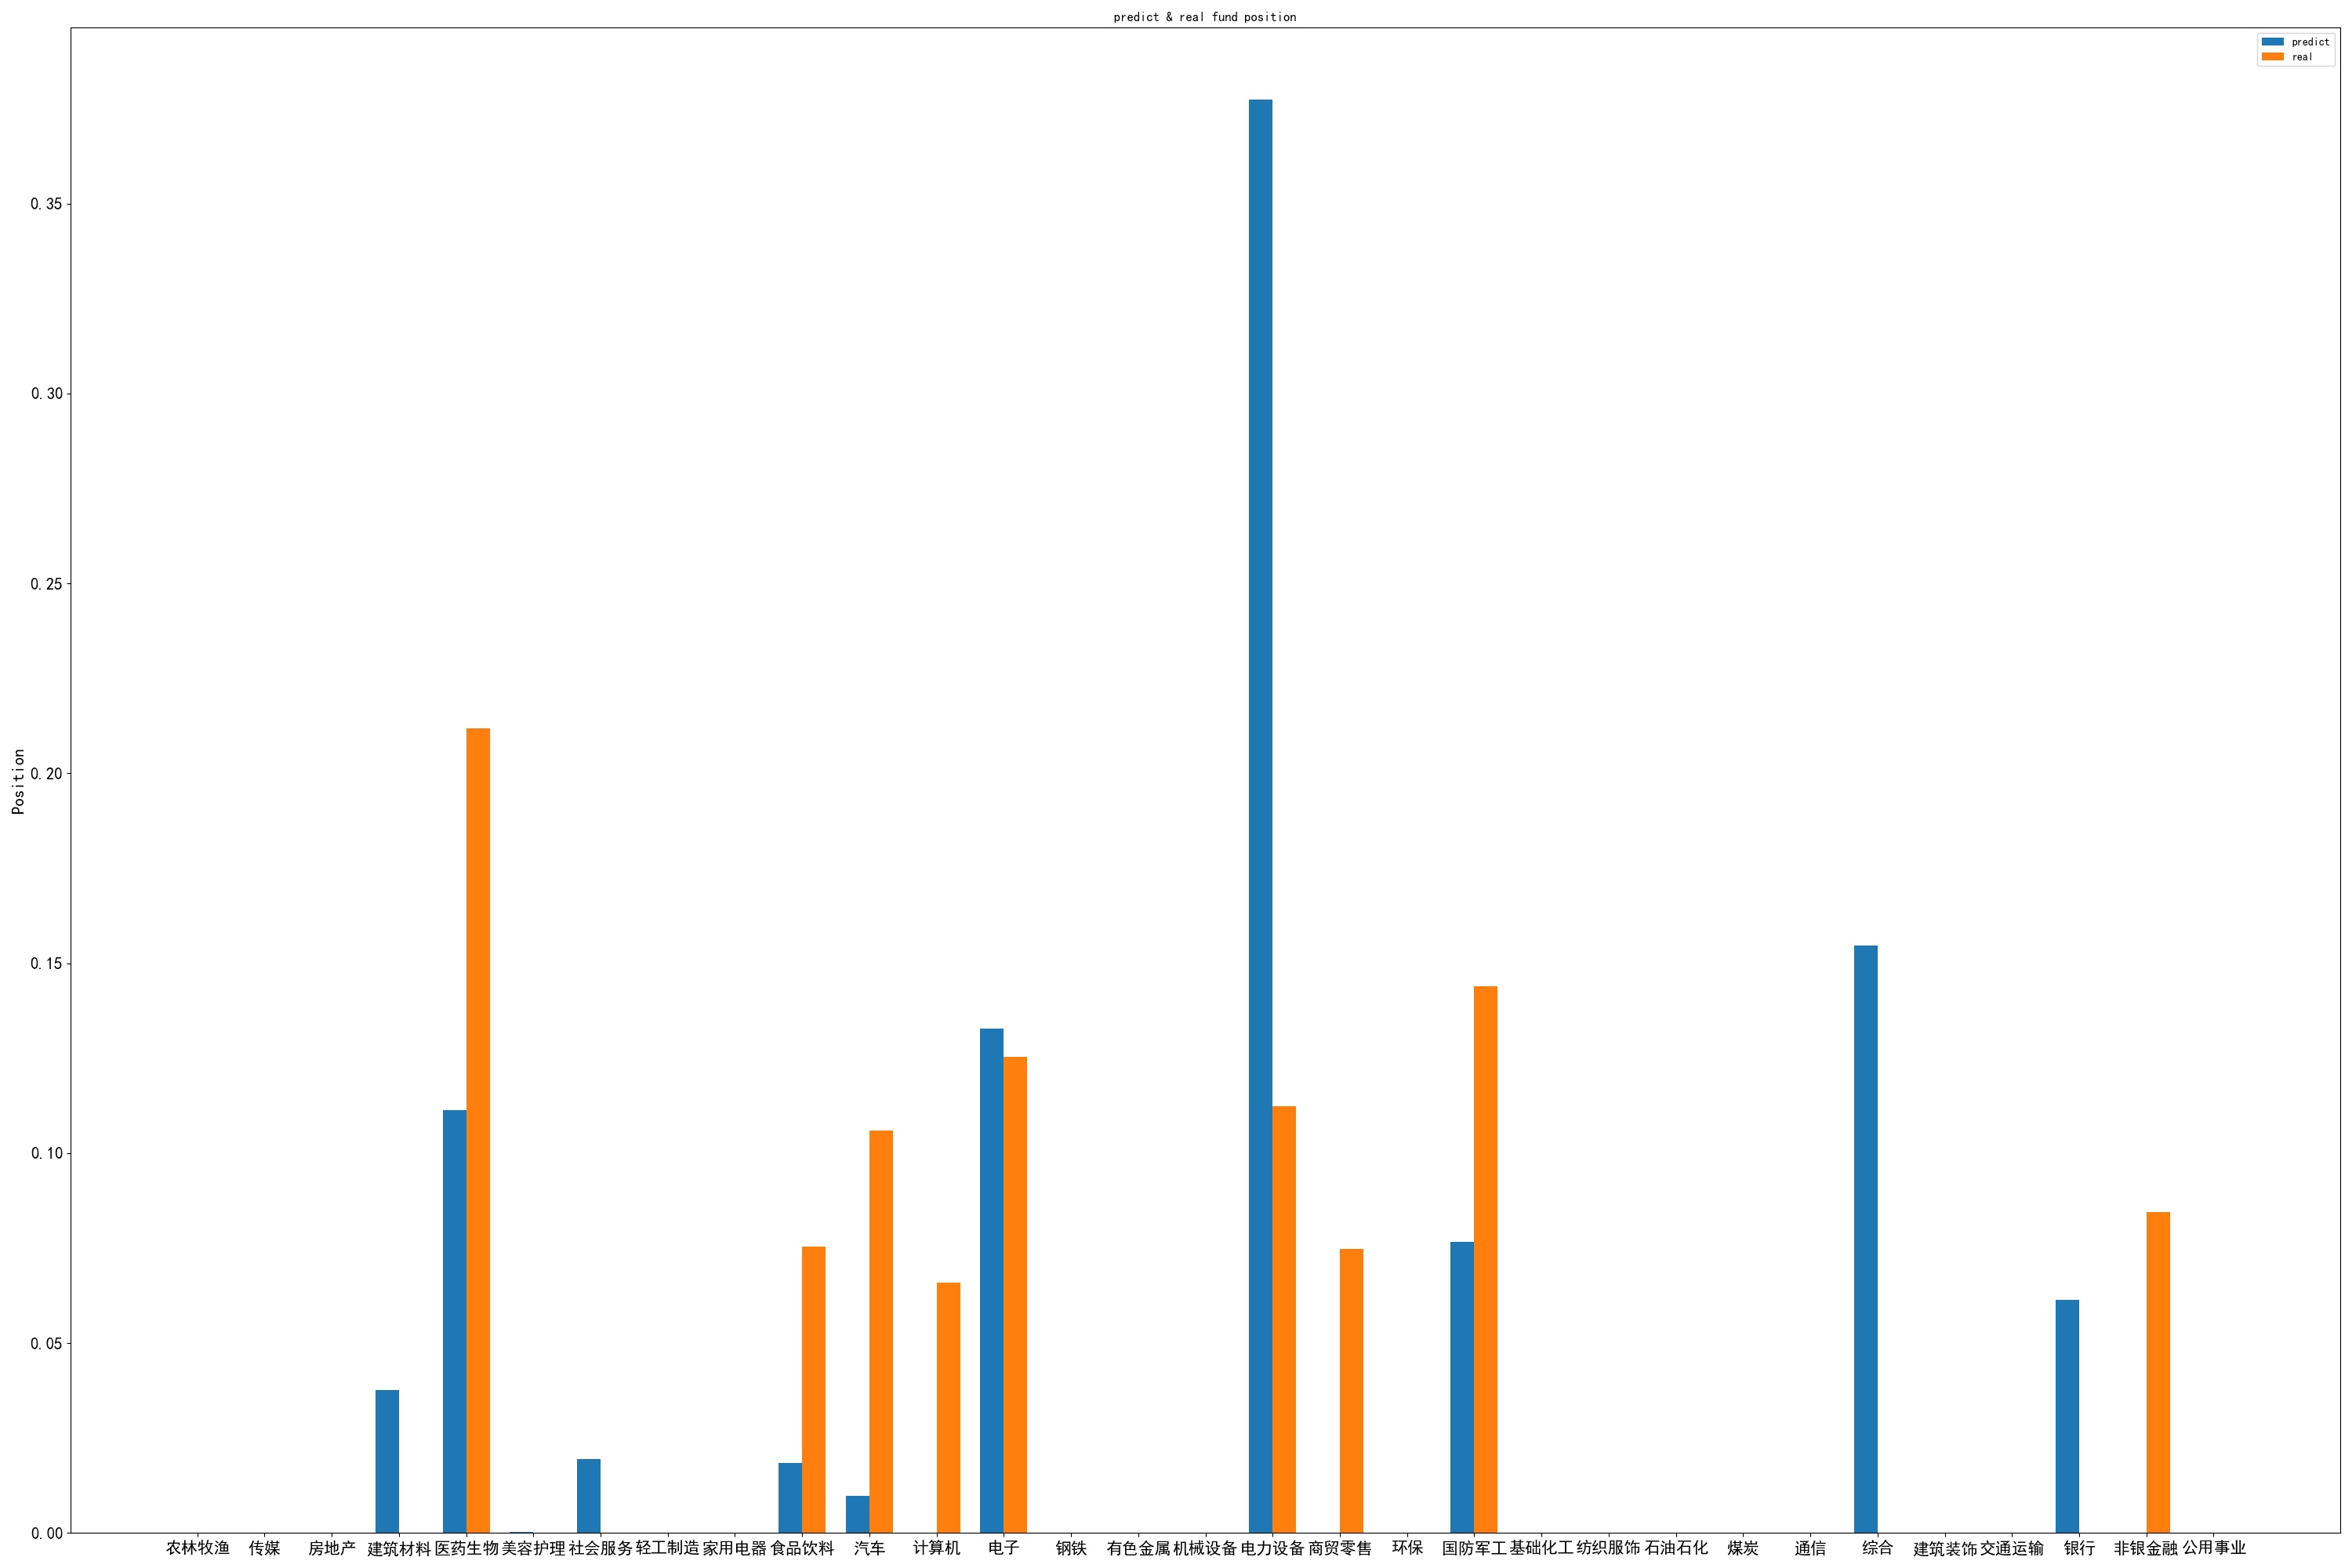 predict & real fund position
predict
real
Position
0.35
0.30
0.25
0.20
0.15
0.10
0.05
0.00
农林牧渔 传媒 房地产 建筑材料 医药生物 美容护理 社会服务 轻工制造 家用电器 食品饮料 汽车 计算机 电子 钢铁 有色金属 机械设备 电力设备 商贸零售 环保 国防军工 基础化工 纺织服饰 石油石化 煤炭 通信 综合 建筑装饰 交通运输 银行 非银金融 公用事业